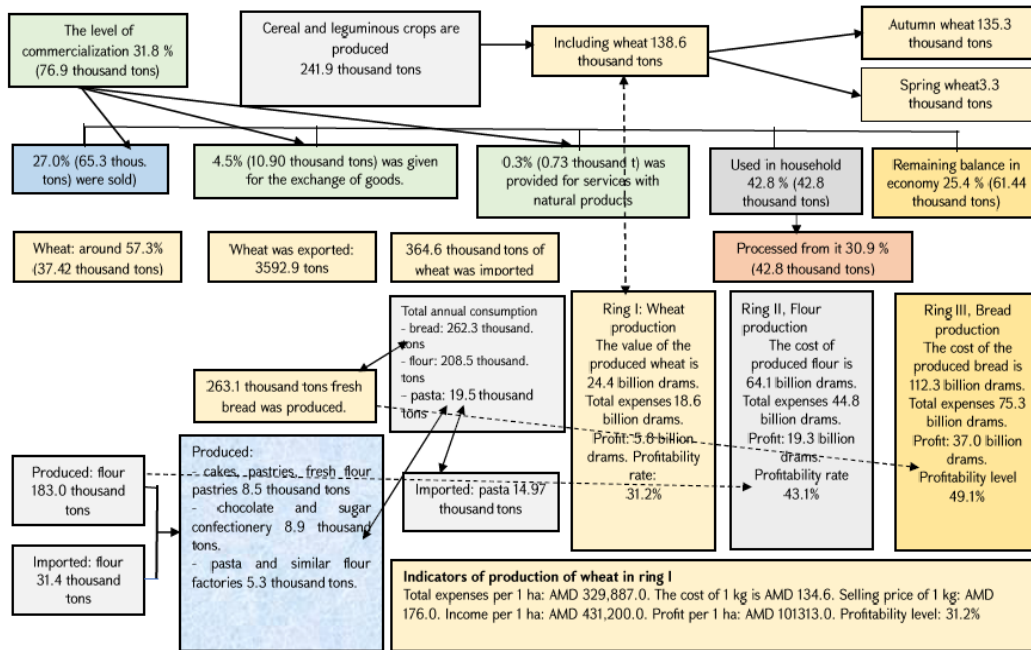 The level of
commercialization 31.8 %
(76.9 thousand tons)
Cereal and leguminous crops are
produced
241.9 thousand tons
Including wheat 138.6
thousand tons
Autumn wheat 135.3
thousand tons
Spring wheat3.3
thousand tons
27.0% (65.3 thous.
tons) were sold)
4.5% (10.90 thousand tons) was given
for the exchange of goods.
0.3% (0.73 thousand t) was
provided for services with
natural products
Used in household
42.8 % (42.8
thousand tons)
Remaining balance in
economy 25.4 % (61.44
thousand tons)
Wheat: around 57.3%
(37.42 thousand tons)
Wheat was exported:
3592.9 tons
364.6 thousand tons of
wheat was imported
Processed from it 30.9 %
(42.8 thousand tons)
Total annual consumption
- bread: 262.3 thousand.
tons
- flour: 208.5 thousand.
tons
- pasta: 19.5 thousand
tons
263.1 thousand tons fresh
bread was produced.
Ring I: Wheat
production
The value of the
produced wheat is
24.4 billion drams.
Total expenses 18.6
billion drams.
Profit: 5.8 billion
drams. Profitability
rate:
31.2%
Ring II, Flour
production
The cost of
produced flour is
64.1 billion drams.
Total expenses 44.8
billion drams.
Profit: 19.3 billion
drams.
Profitability rate
43.1%
Ring III, Bread
production
The cost of the
produced bread is
112.3 billion drams.
Total expenses 75.3
billion drams.
Profit: 37.0 billion
drams.
Profitability level
49.1%
Produced: flour
183.0 thousand
tons
Imported: flour
31.4 thousand
tons
Produced:
- cakes, pastries, fresh flour
pastries 8.5 thousand tons
- chocolate and sugar
confectionery 8.9 thousand
tons.
- pasta and similar flour
factories 5.3 thousand tons.
Imported: pasta 14.97
thousand tons
Indicators of production of wheat in ring I
Total expenses per 1 ha: AMD 329,887.0. The cost of 1 kg is AMD 134.6. Selling price of 1 kg: AMD
176.0. Income per 1 ha: AMD 431,200.0. Profit per 1 ha: AMD 101313.0. Profitability level: 31.2%